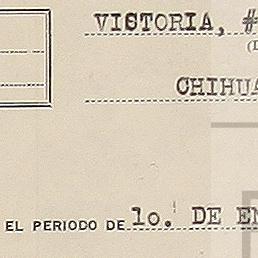 VISTORIA, #
CHIHUA
EL PERIODO DE 1o. DE EN